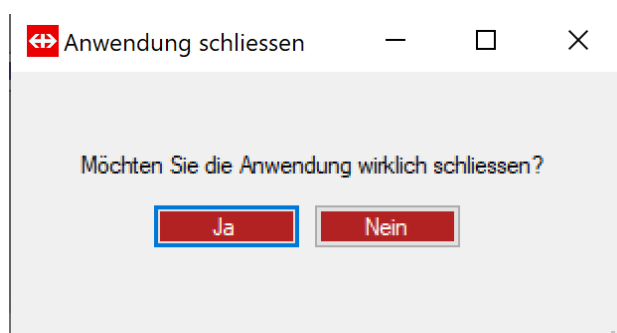 Anwendung schliessen
Möchten Sie die Anwendung wirklich schliessen?
Ja
Nein